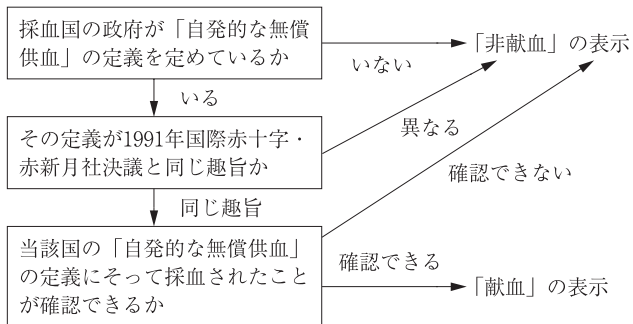 採血国の政府が「自発的な無償
供血」の定義を定めているか
いない
「非献血」の表示
いる
その定義が1991年国際赤十字・
赤新月社決議と同じ趣旨か
異なる
同じ趣旨
確認できない
当該国の「自発的な無償供血」
の定義にそって採血されたこと
が確認できるか
確認できる
「献血」の表示